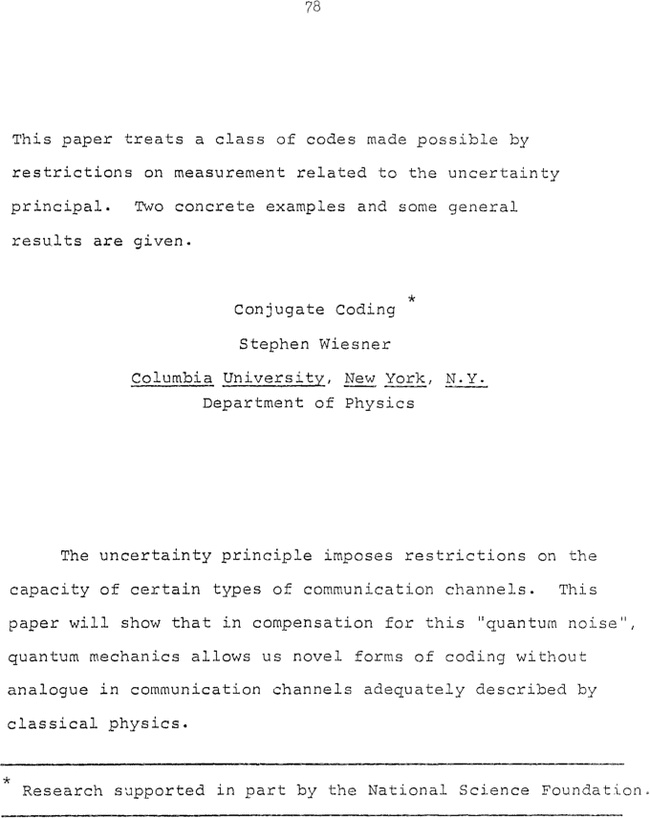 78
This paper treats a class of codes made possible by
restrictions on measurement related to the uncertainty
principal. Two concrete examples and some general
results are given.
Conjugate Coding *
Stephen Wiesner
Columbia University, New York, N.Y.
Department of Physics
The uncertainty principle imposes restrictions on the
capacity of certain types of communication channels. This
paper will show that in compensation for this "quantum noise",
quantum mechanics allows us novel forms of coding without
analogue in communication channels adequately described by
classical physics.
* Research supported in part by the National Science Foundation.